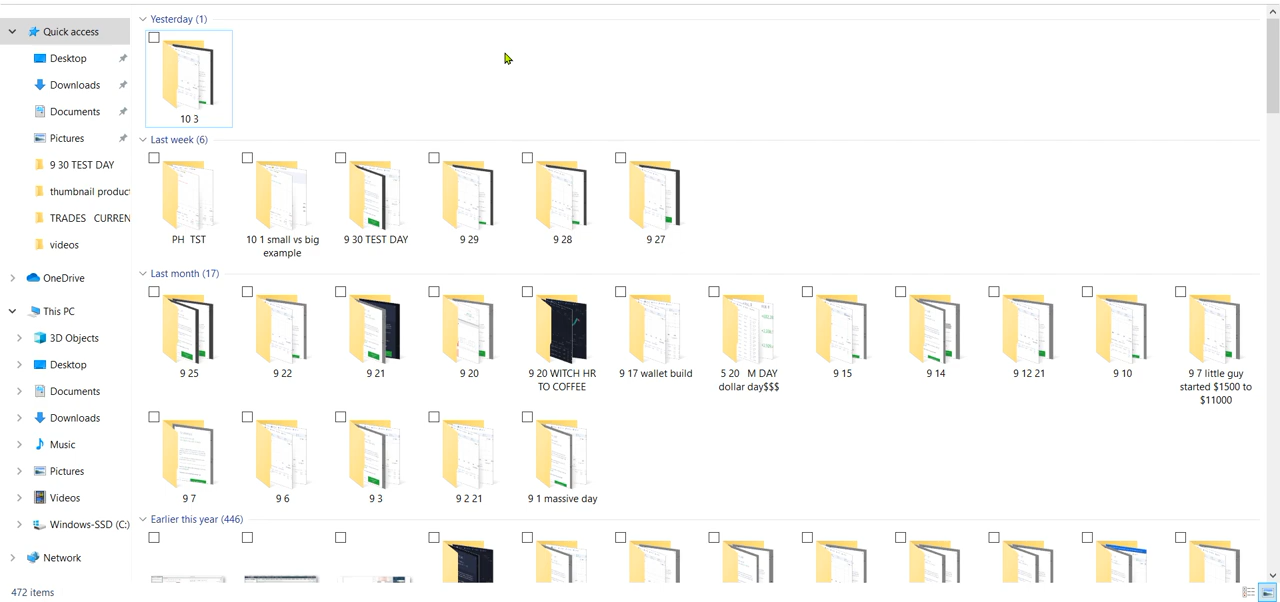 Quick access
Desktop
Downloads
Documents
Pictures
9 30 TEST DAY
thumbnail product
TRADES CURREN
videos
OneDrive
This PC
3D Objects
Desktop
Documents
Downloads
Music
Pictures
Videos
Windows-SSD (C:)
Network
472 items
Yesterday (1)
10 3
Last week (6)
PH TST
10 1 small vs big
example
9 30 TEST DAY
9 29
9 28
9 27
Last month (17)
9 25
9 22
9 21
9 20
9 20 WITCH HR
TO COFFEE
9 17 wallet build
5 20 M DAY
dollar day$$$
9 15
9 14
9 12 21
9 10
9 7 little guy
started $1500 to
$11000
9 7
9 6
9 3
9 2 21
9 1 massive day
Earlier this year (446)